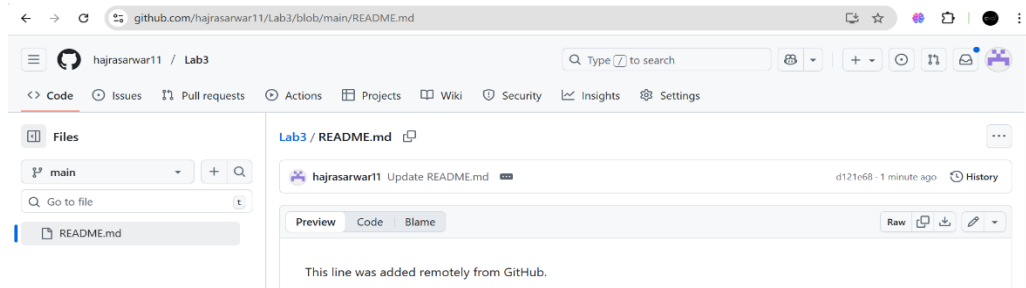 github.com/hajrasarwar11/Lab3/blob/main/README.md
hajrasarwar11 / Lab3
Type / to search
<> Code Issues Pull requests Actions Projects Wiki Security Insights Settings
Files
main
Go to file t
README.md
Lab3 / README.md
hajrasarwar11 Update README.md
d121e68 · 1 minute ago History
Preview Code Blame
Raw
This line was added remotely from GitHub.